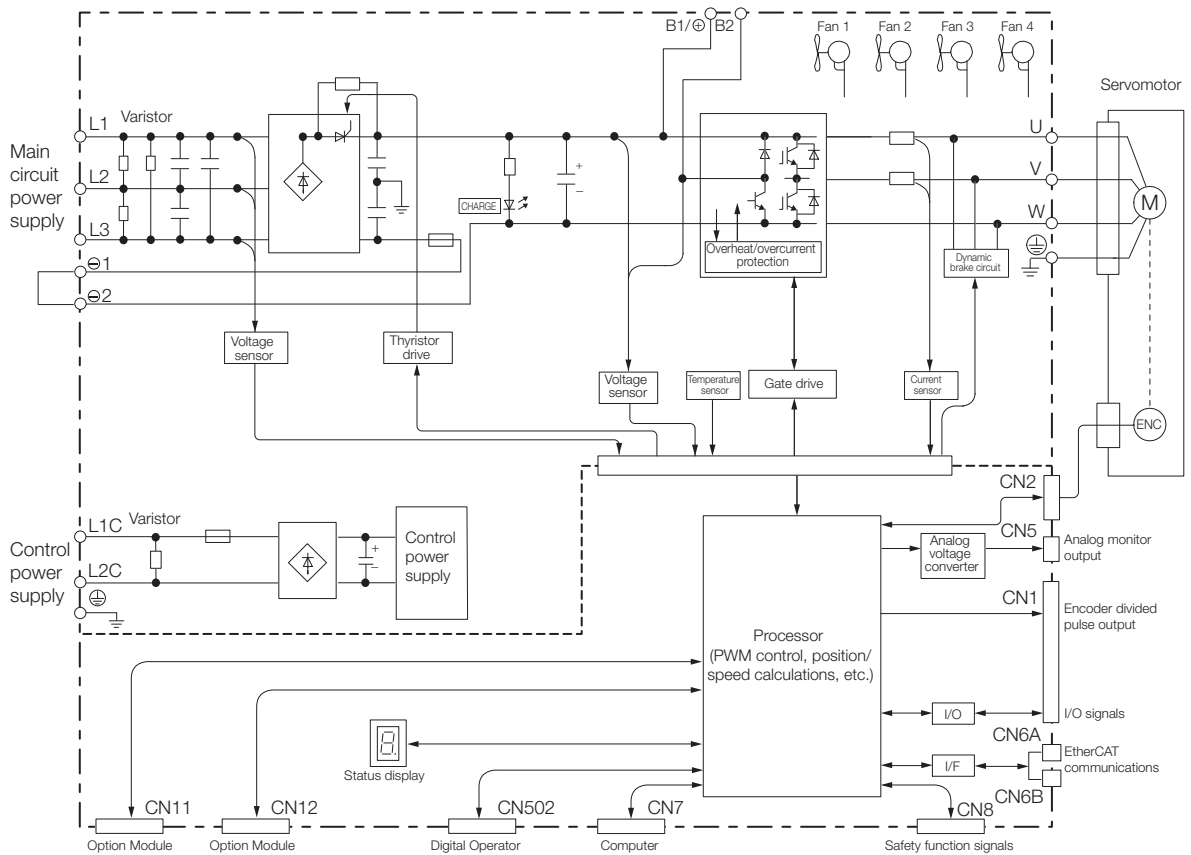 B1/⊕ B2
Fan 1
Fan 2
Fan 3
Fan 4
Servomotor
Main
circuit
power
supply
L1
Varistor
L2
L3
⊖1
⊖2
CHARGE
+
–
Overheat/overcurrent
protection
U
V
W
M
Dynamic
brake circuit
Voltage
sensor
Thyristor
drive
Voltage
sensor
Temperature
sensor
Gate drive
Current
sensor
ENC
Control
power
supply
L1C
Varistor
L2C
+
–
Control
power
supply
CN2
CN5
Analog
voltage
converter
Analog monitor
output
CN1
Encoder divided
pulse output
Processor
(PWM control, position/
speed calculations, etc.)
I/O
I/O signals
CN6A
I/F
EtherCAT
communications
CN6B
8.
Status display
CN11
CN12
CN502
CN7
CN8
Option Module
Option Module
Digital Operator
Computer
Safety function signals